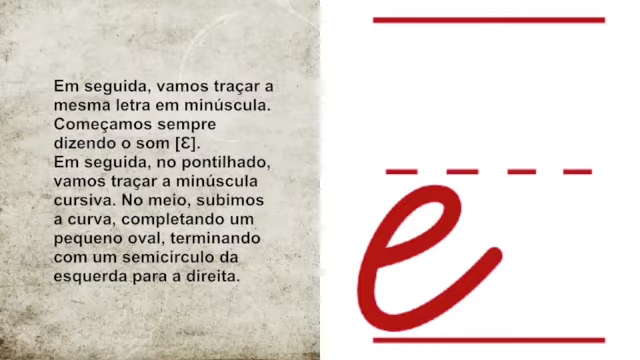 Em seguida, vamos traçar a
mesma letra em minúscula.
Começamos sempre
dizendo o som [Ɛ].
Em seguida, no pontilhado,
vamos traçar a minúscula
cursiva. No meio, subimos
a curva, completando um
pequeno oval, terminando
com um semicírculo da
esquerda para a direita.
e